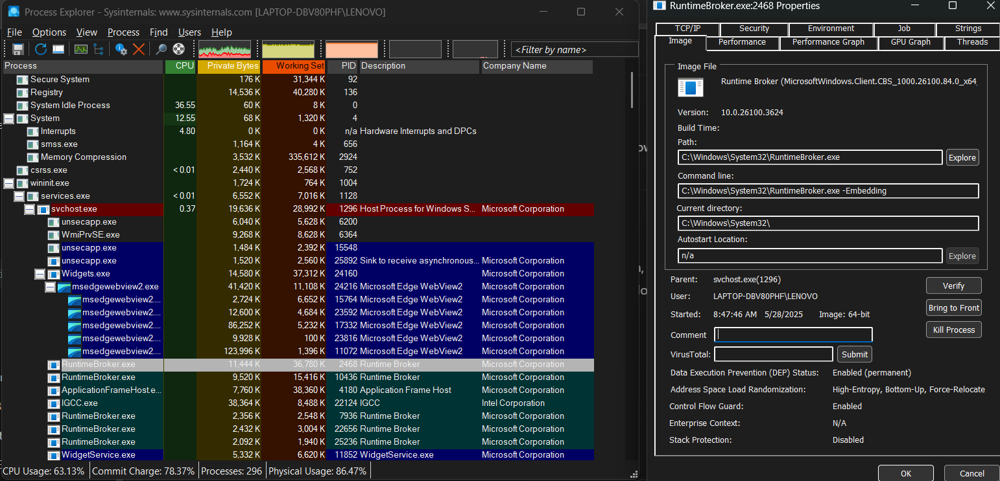 Process Explorer - Sysinternals: www.sysinternals.com [LAPTOP-DBV80PHF\LENOVO]
File Options View Process Find Users Help
<Filter by name>
Process CPU Private Bytes Working Set PID Description Company Name
Secure System 176 K 31,344 K 92
Registry 14,536 K 40,280 K 136
System Idle Process 36.55 60 K 8 K 0
System 12.55 68 K 1,320 K 4
Interrupts 4.80 0 K 0 K n/a Hardware Interrupts and DPCs
smss.exe 1,164 K 4 K 656
Memory Compression 3,532 K 335,612 K 2924
csrss.exe < 0.01 2,440 K 2,568 K 752
wininit.exe 1,724 K 764 K 1004
services.exe < 0.01 6,552 K 7,016 K 1128
svchost.exe 0.37 19,636 K 28,992 K 1296 Host Process for Windows S... Microsoft Corporation
unsecapp.exe 6,040 K 5,628 K 6200
WmiPrvSE.exe 9,268 K 8,628 K 6364
unsecapp.exe 1,484 K 2,392 K 15548
unsecapp.exe 1,520 K 2,560 K 25892 Sink to receive asynchronous... Microsoft Corporation
Widgets.exe 14,580 K 37,312 K 24160 Microsoft Corporation
msedgewebview2.exe 41,420 K 11,108 K 24216 Microsoft Edge WebView2 Microsoft Corporation
msedgewebview2.... 2,724 K 6,652 K 15764 Microsoft Edge WebView2 Microsoft Corporation
msedgewebview2.... 12,600 K 4,684 K 23592 Microsoft Edge WebView2 Microsoft Corporation
msedgewebview2.... 86,252 K 5,232 K 17332 Microsoft Edge WebView2 Microsoft Corporation
msedgewebview2.... 9,928 K 100 K 23816 Microsoft Edge WebView2 Microsoft Corporation
msedgewebview2.... 123,996 K 1,396 K 11072 Microsoft Edge WebView2 Microsoft Corporation
RuntimeBroker.exe 11,444 K 36,780 K 2468 Runtime Broker Microsoft Corporation
RuntimeBroker.exe 9,520 K 15,416 K 10436 Runtime Broker Microsoft Corporation
ApplicationFrameHost.e... 7,760 K 38,360 K 4180 Application Frame Host Microsoft Corporation
IGCC.exe 38,364 K 8,488 K 22124 IGCC Intel Corporation
RuntimeBroker.exe 2,356 K 2,548 K 7936 Runtime Broker Microsoft Corporation
RuntimeBroker.exe 2,432 K 3,004 K 22656 Runtime Broker Microsoft Corporation
RuntimeBroker.exe 2,092 K 1,940 K 25236 Runtime Broker Microsoft Corporation
WidgetService.exe 5,332 K 6,620 K 11852 WidgetService.exe Microsoft Corporation
CPU Usage: 63.13% Commit Charge: 78.37% Processes: 296 Physical Usage: 86.47%
RuntimeBroker.exe:2468 Properties
TCP/IP Security Environment Job Strings
Image Performance Performance Graph GPU Graph Threads
Image File
Runtime Broker (MicrosoftWindows.Client.CBS_1000.26100.84.0_x64_
Version: 10.0.26100.3624
Build Time:
Path:
C:\Windows\System32\RuntimeBroker.exe Explore
Command line:
C:\Windows\System32\RuntimeBroker.exe -Embedding
Current directory:
C:\Windows\System32\
Autostart Location:
n/a Explore
Parent: svchost.exe(1296) Verify
User: LAPTOP-DBV80PHF\LENOVO
Bring to Front
Started: 8:47:46 AM 5/28/2025 Image: 64-bit
Kill Process
Comment
VirusTotal: Submit
Data Execution Prevention (DEP) Status: Enabled (permanent)
Address Space Load Randomization: High-Entropy, Bottom-Up, Force-Relocate
Control Flow Guard: Enabled
Enterprise Context: N/A
Stack Protection: Disabled
OK Cancel